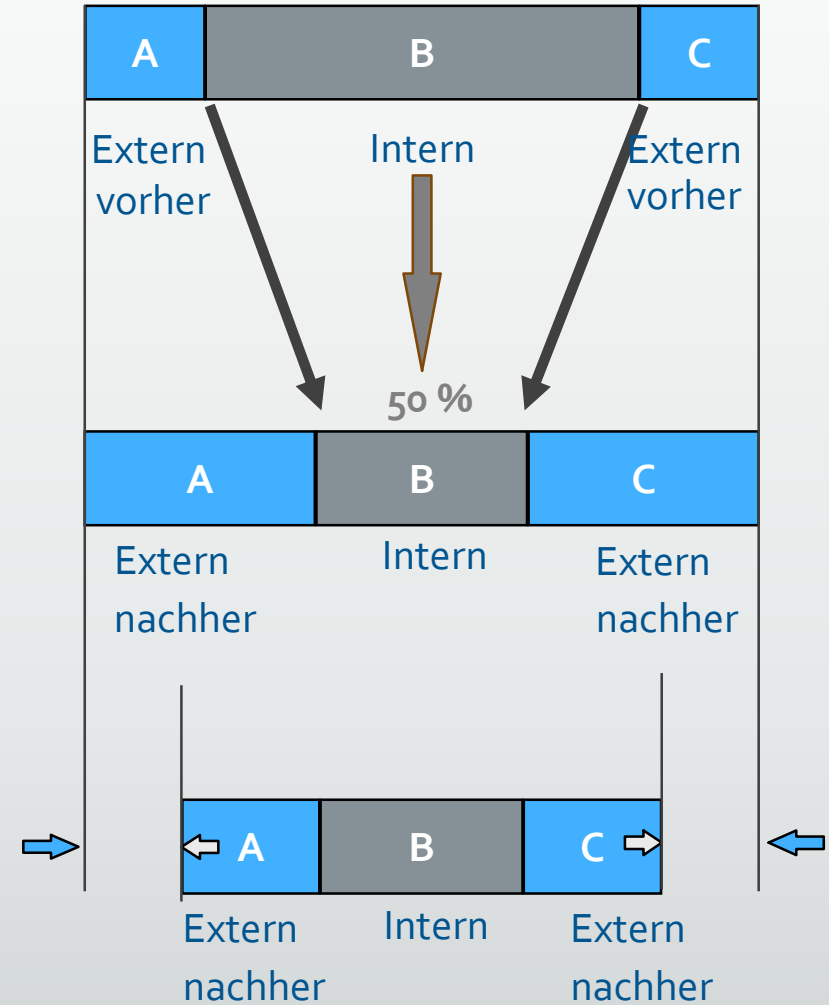 A B C
Extern Intern Extern
vorher vorher
50 %
A B C
Extern Intern Extern
nachher nachher
A B C
Extern Intern Extern
nachher nachher